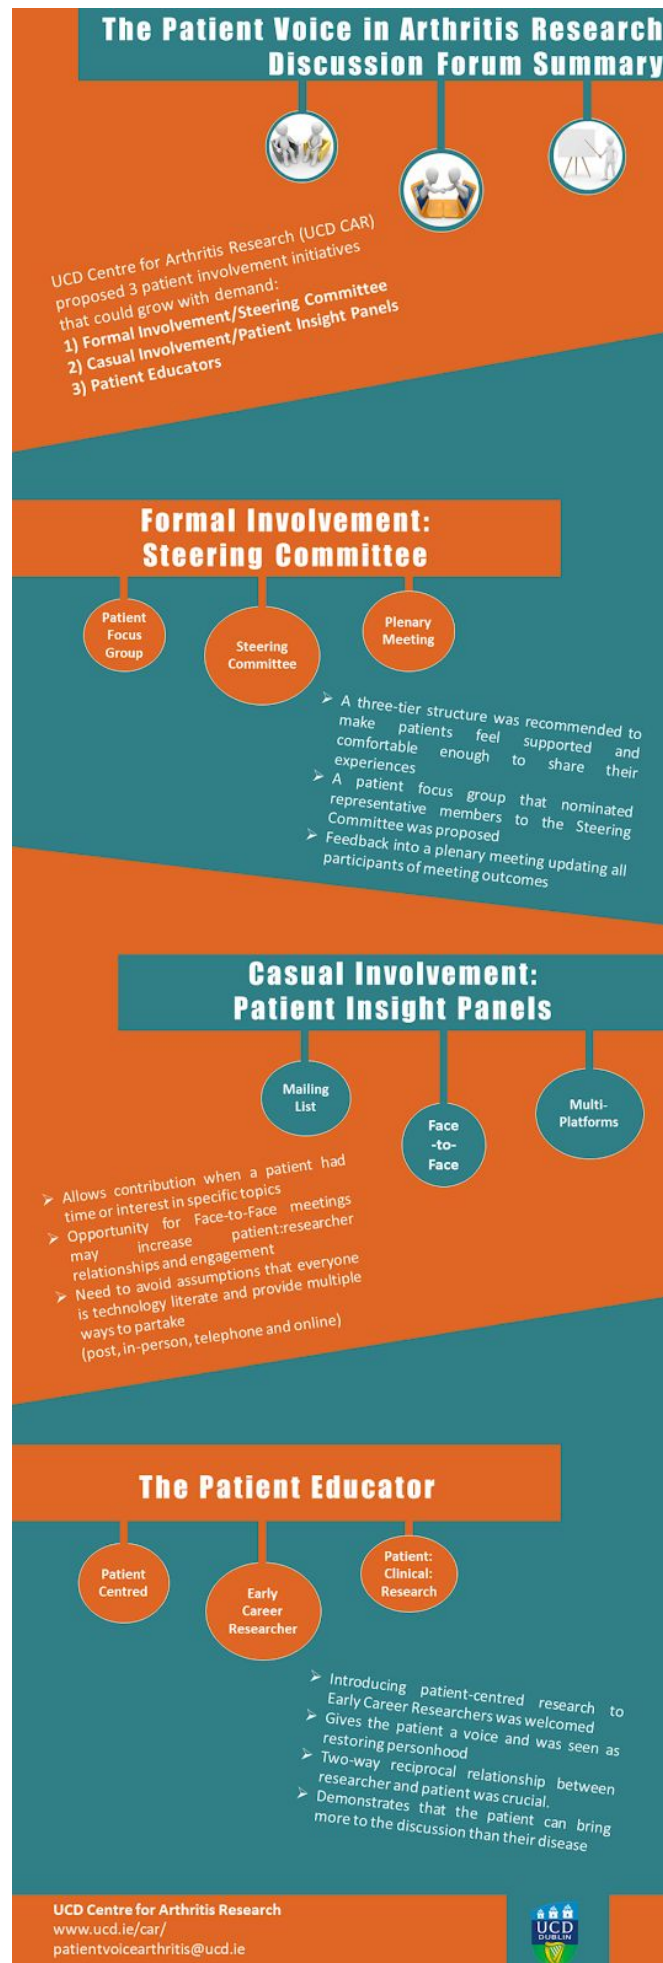 The Patient Voice in Arthritis Research
Discussion Forum Summary
UCD Centre for Arthritis Research (UCD CAR)
proposed 3 patient involvement initiatives
that could grow with demand:
1) Formal Involvement/Steering Committee
2) Casual Involvement/Patient Insight Panels
3) Patient Educators
Formal Involvement:
Steering Committee
Patient
Focus
Group
Steering
Committee
Plenary
Meeting
➢ A three-tier structure was recommended to
make patients feel supported and
comfortable enough to share their
experiences
➢ A patient focus group that nominated
representative members to the Steering
Committee was proposed
➢ Feedback into a plenary meeting updating all
participants of meeting outcomes
Casual Involvement:
Patient Insight Panels
Mailing
List
Face
-to-
Face
Multi-
Platforms
➢ Allows contribution when a patient had
time or interest in specific topics
➢ Opportunity for Face-to-Face meetings
may increase patient:researcher
relationships and engagement
➢ Need to avoid assumptions that everyone
is technology literate and provide multiple
ways to partake
(post, in-person, telephone and online)
The Patient Educator
Patient
Centred
Early
Career
Researcher
Patient:
Clinical:
Research
➢ Introducing patient-centred research to
Early Career Researchers was welcomed
➢ Gives the patient a voice and was seen as
restoring personhood
➢ Two-way reciprocal relationship between
researcher and patient was crucial.
➢ Demonstrates that the patient can bring
more to the discussion than their disease
UCD Centre for Arthritis Research
www.ucd.ie/car/
patientvoicearthritis@ucd.ie
UCD
DUBLIN